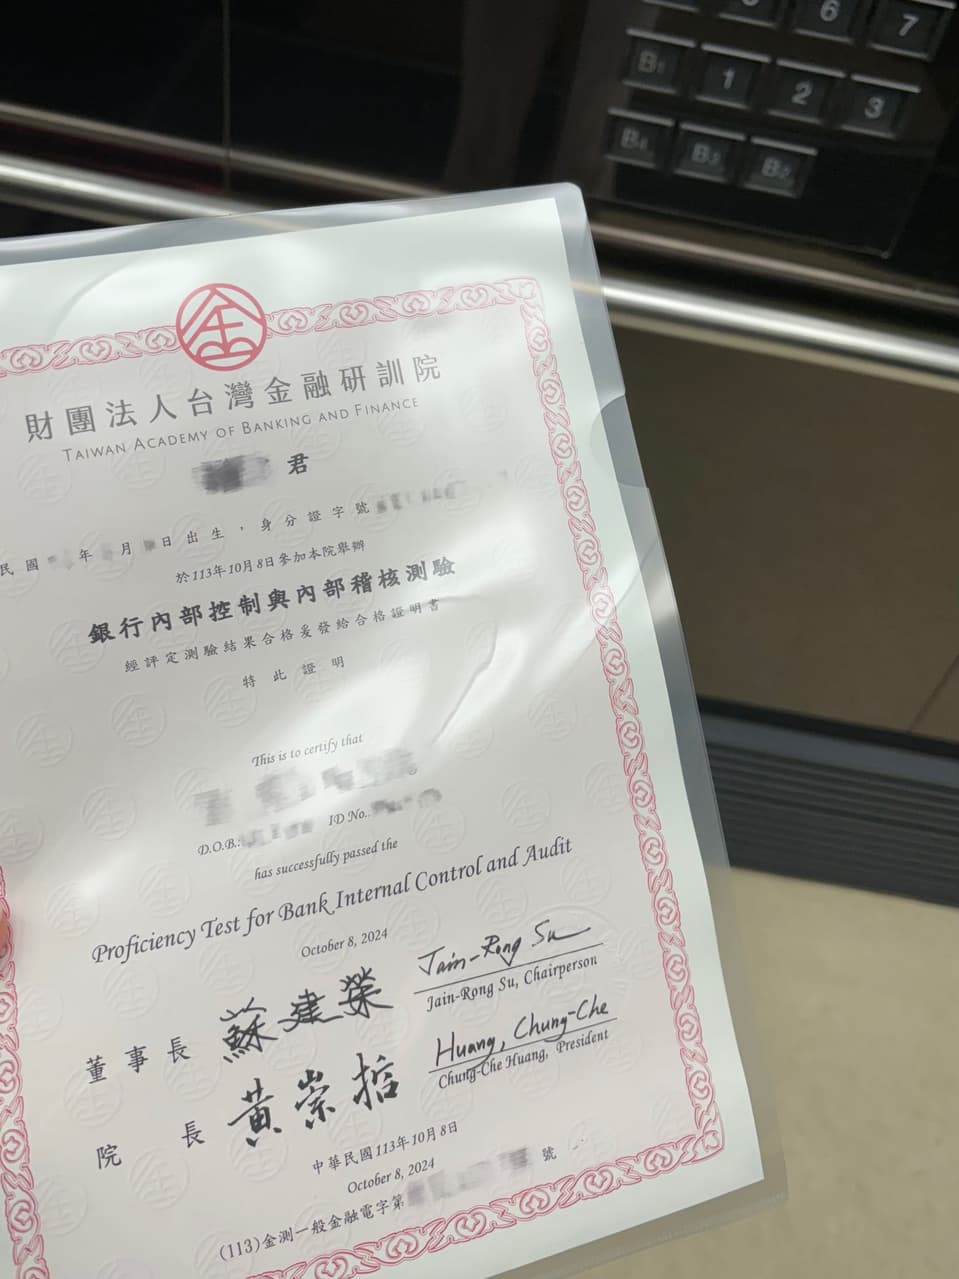 6 7
B1 1 2 3
B4 B3 B2
財團法人台灣金融研訓院
TAIWAN ACADEMY OF BANKING AND FINANCE
君
民國 年 月 日出生，身分證字號
於113年10月8日參加本院舉辦
銀行內部控制與內部稽核測驗
經評定測驗結果合格爰發給合格證明書
特此證明
This is to certify that
D.O.B.: ID No.:
has successfully passed the
Proficiency Test for Bank Internal Control and Audit
October 8, 2024
董事長 蘇建榮 Jain-Rong Su
Jain-Rong Su, Chairperson
院長 黃崇哲 Huang, Chung-Che
Chung-Che Huang, President
中華民國113年10月8日
October 8, 2024
(113)金測一般金融電字第 號